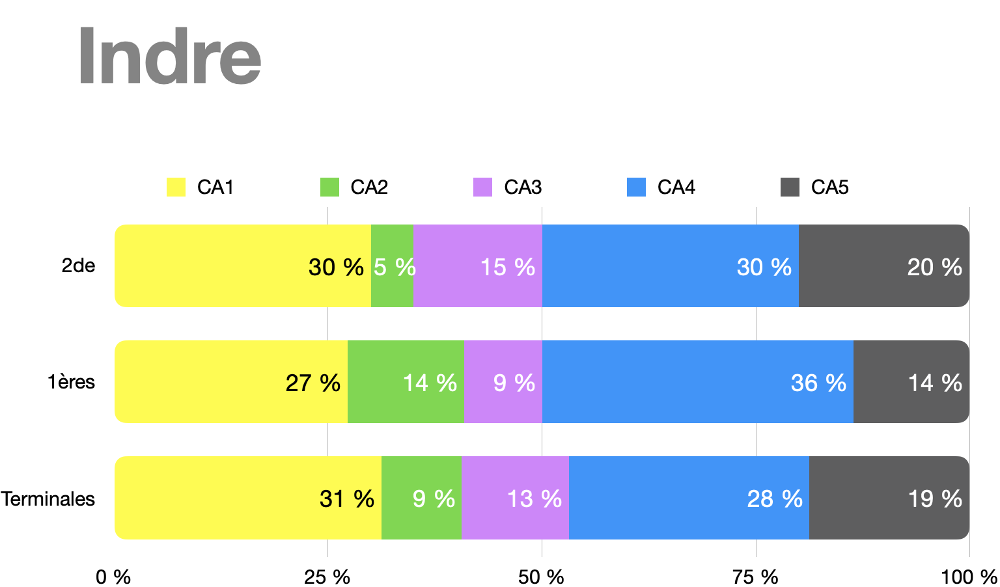 Indre
CA1 CA2 CA3 CA4 CA5
2de 30 % 5 % 15 % 30 % 20 %
1ères 27 % 14 % 9 % 36 % 14 %
Terminales 31 % 9 % 13 % 28 % 19 %
0 % 25 % 50 % 75 % 100 %